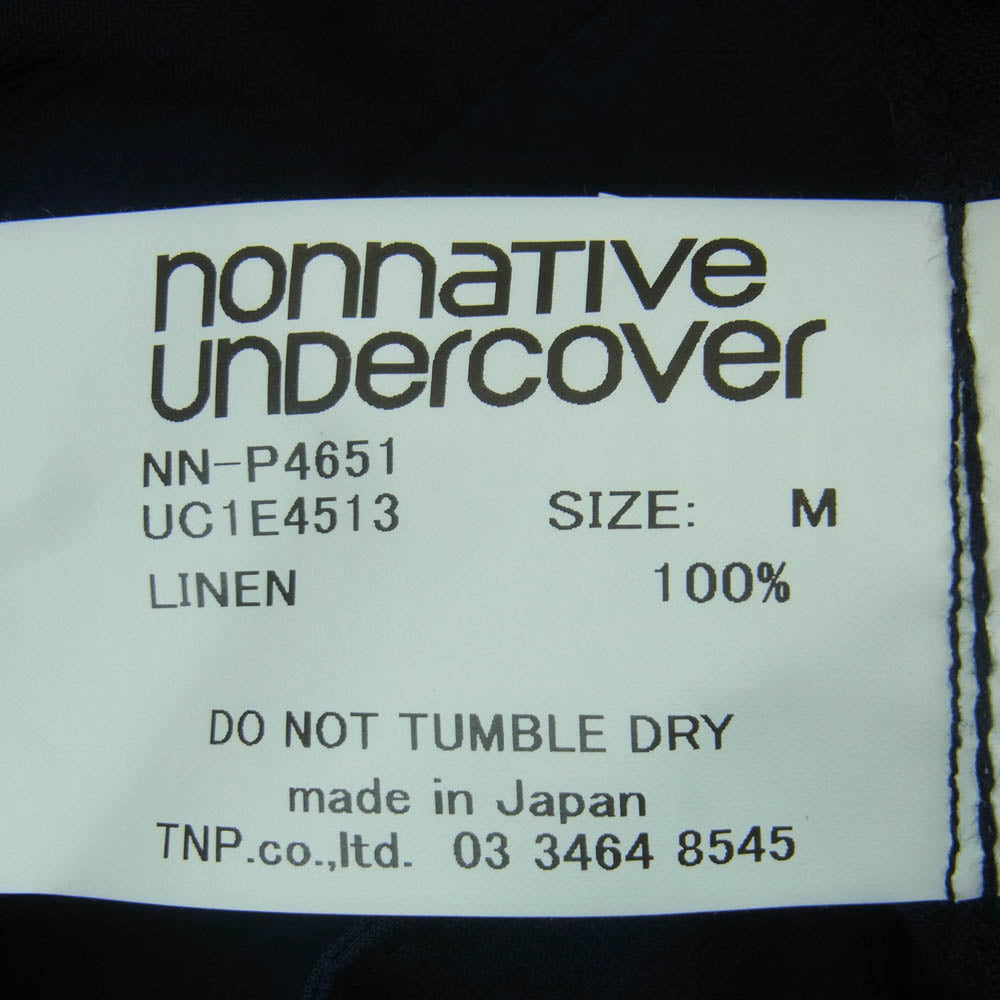 nonnaTIve
unDercover
NN-P4651
UC1E4513 SIZE: M
LINEN 100%
DO NOT TUMBLE DRY
made in Japan
TNP.co.,ltd. 03 3464 8545